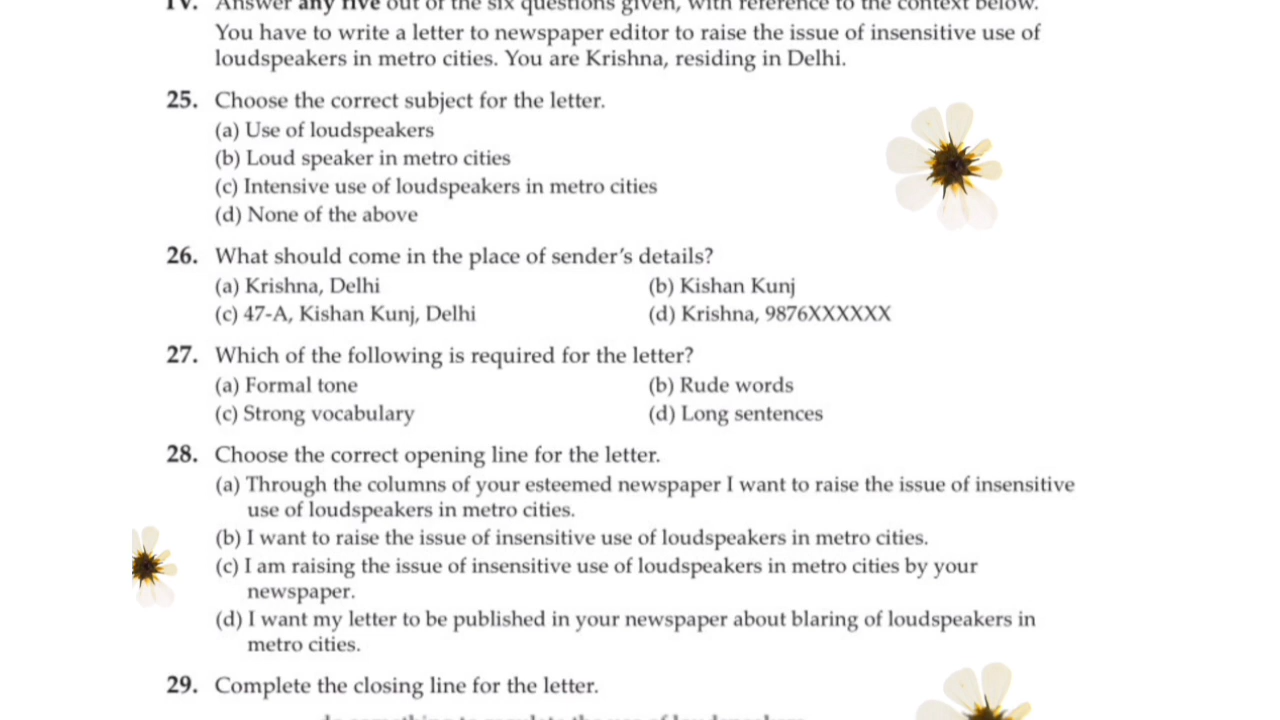 IV. Answer any five out of the six questions given, with reference to the context below.
You have to write a letter to newspaper editor to raise the issue of insensitive use of
loudspeakers in metro cities. You are Krishna, residing in Delhi.
25. Choose the correct subject for the letter.
(a) Use of loudspeakers
(b) Loud speaker in metro cities
(c) Intensive use of loudspeakers in metro cities
(d) None of the above
26. What should come in the place of sender's details?
(a) Krishna, Delhi (b) Kishan Kunj
(c) 47-A, Kishan Kunj, Delhi (d) Krishna, 9876XXXXXX
27. Which of the following is required for the letter?
(a) Formal tone (b) Rude words
(c) Strong vocabulary (d) Long sentences
28. Choose the correct opening line for the letter.
(a) Through the columns of your esteemed newspaper I want to raise the issue of insensitive
use of loudspeakers in metro cities.
(b) I want to raise the issue of insensitive use of loudspeakers in metro cities.
(c) I am raising the issue of insensitive use of loudspeakers in metro cities by your
newspaper.
(d) I want my letter to be published in your newspaper about blaring of loudspeakers in
metro cities.
29. Complete the closing line for the letter.